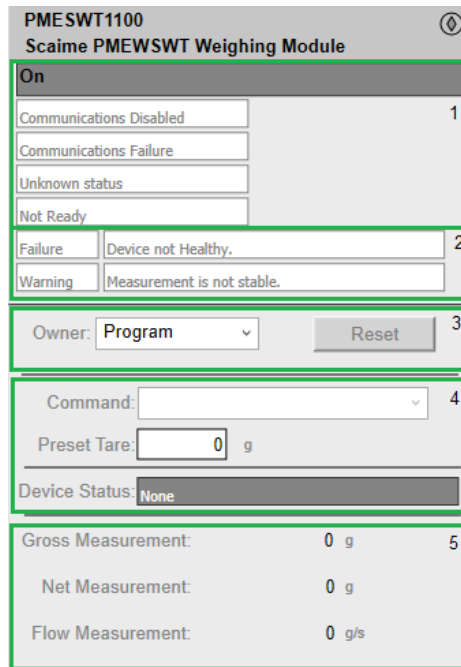 PMESWT1100
Scaime PMEWSWT Weighing Module
On
Communications Disabled 1
Communications Failure
Unknown status
Not Ready
Failure Device not Healthy. 2
Warning Measurement is not stable.
Owner: Program Reset 3
Command: 4
Preset Tare: 0 g
Device Status: None
Gross Measurement: 0 g 5
Net Measurement: 0 g
Flow Measurement: 0 g/s